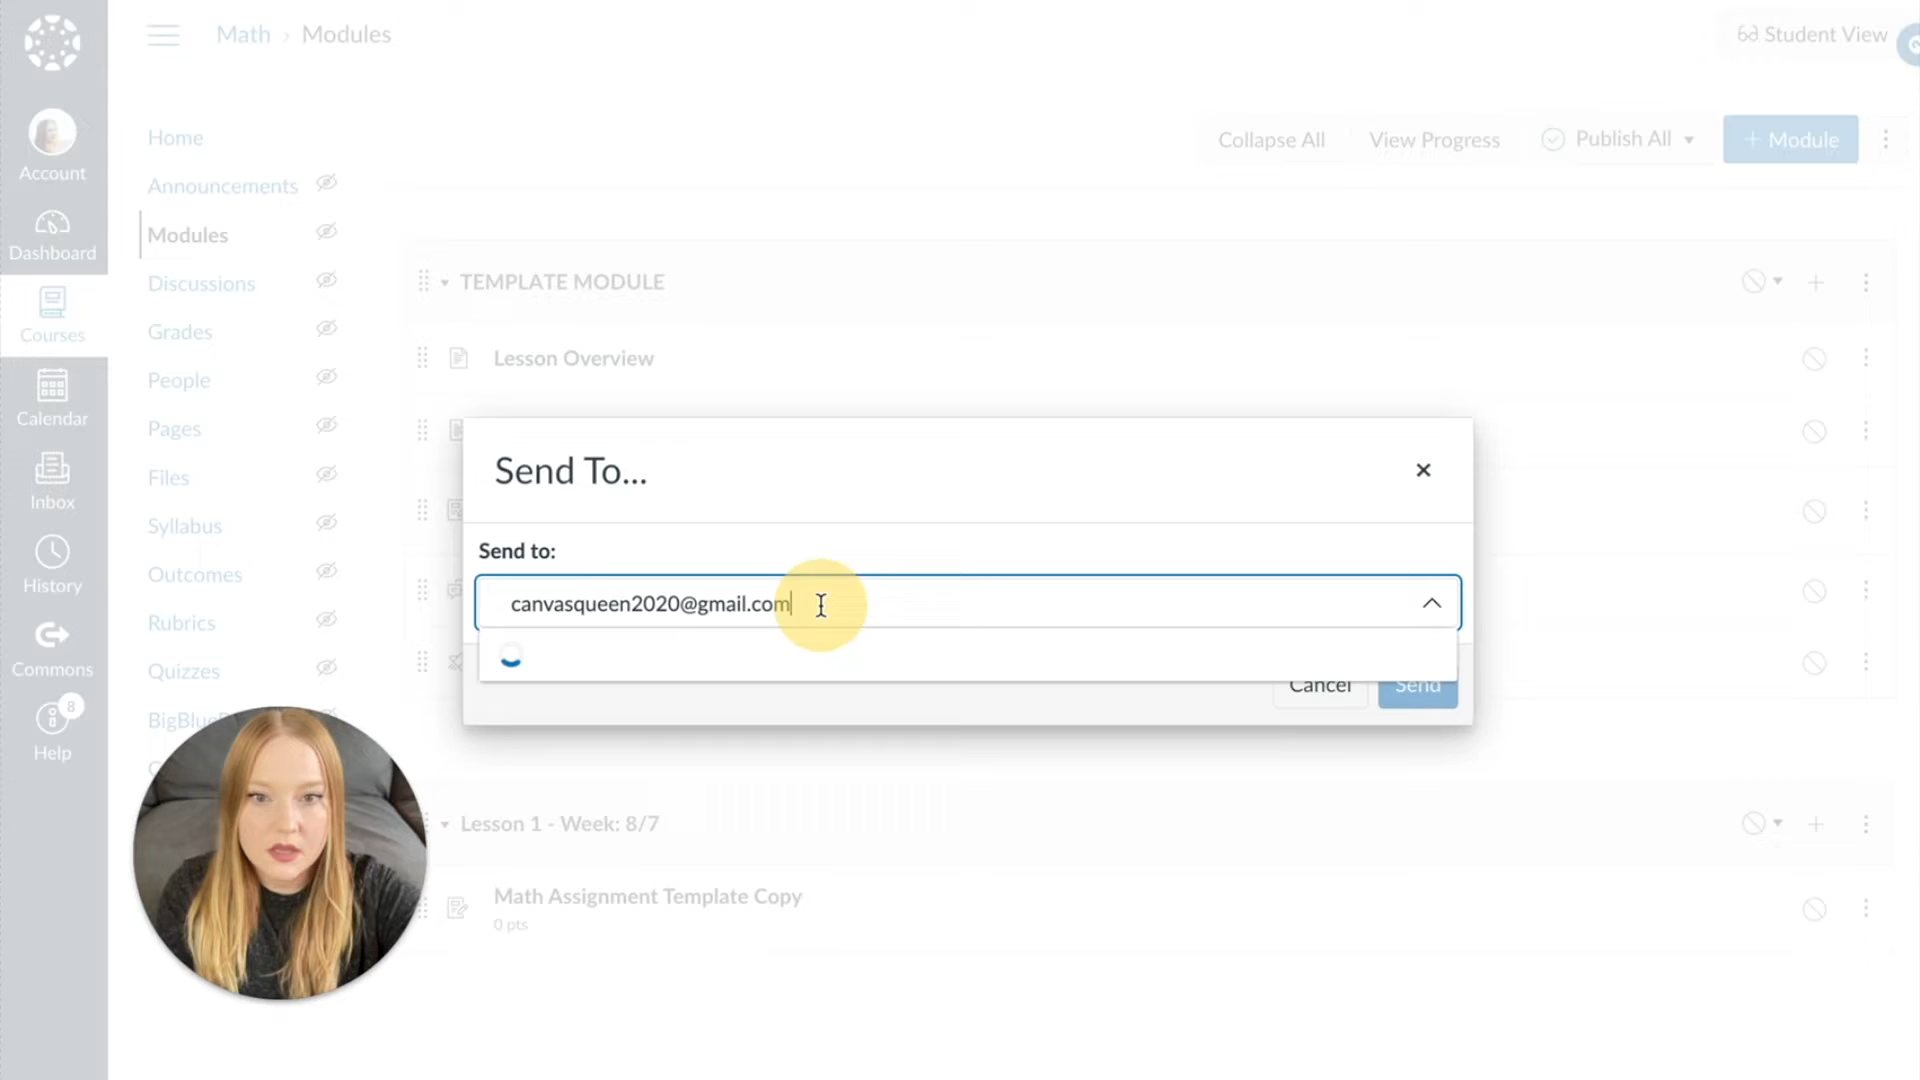 Math › Modules
Student View
Account
Dashboard
Courses
Calendar
Inbox
History
Commons
8
Help
Home
Announcements
Modules
Discussions
Grades
People
Pages
Files
Syllabus
Outcomes
Rubrics
Quizzes
Collapse All
View Progress
Publish All
+ Module
TEMPLATE MODULE
Lesson Overview
Send To...
Send to:
canvasqueen2020@gmail.com
Cancel
Send
Lesson 1 - Week: 8/7
Math Assignment Template Copy
0 pts